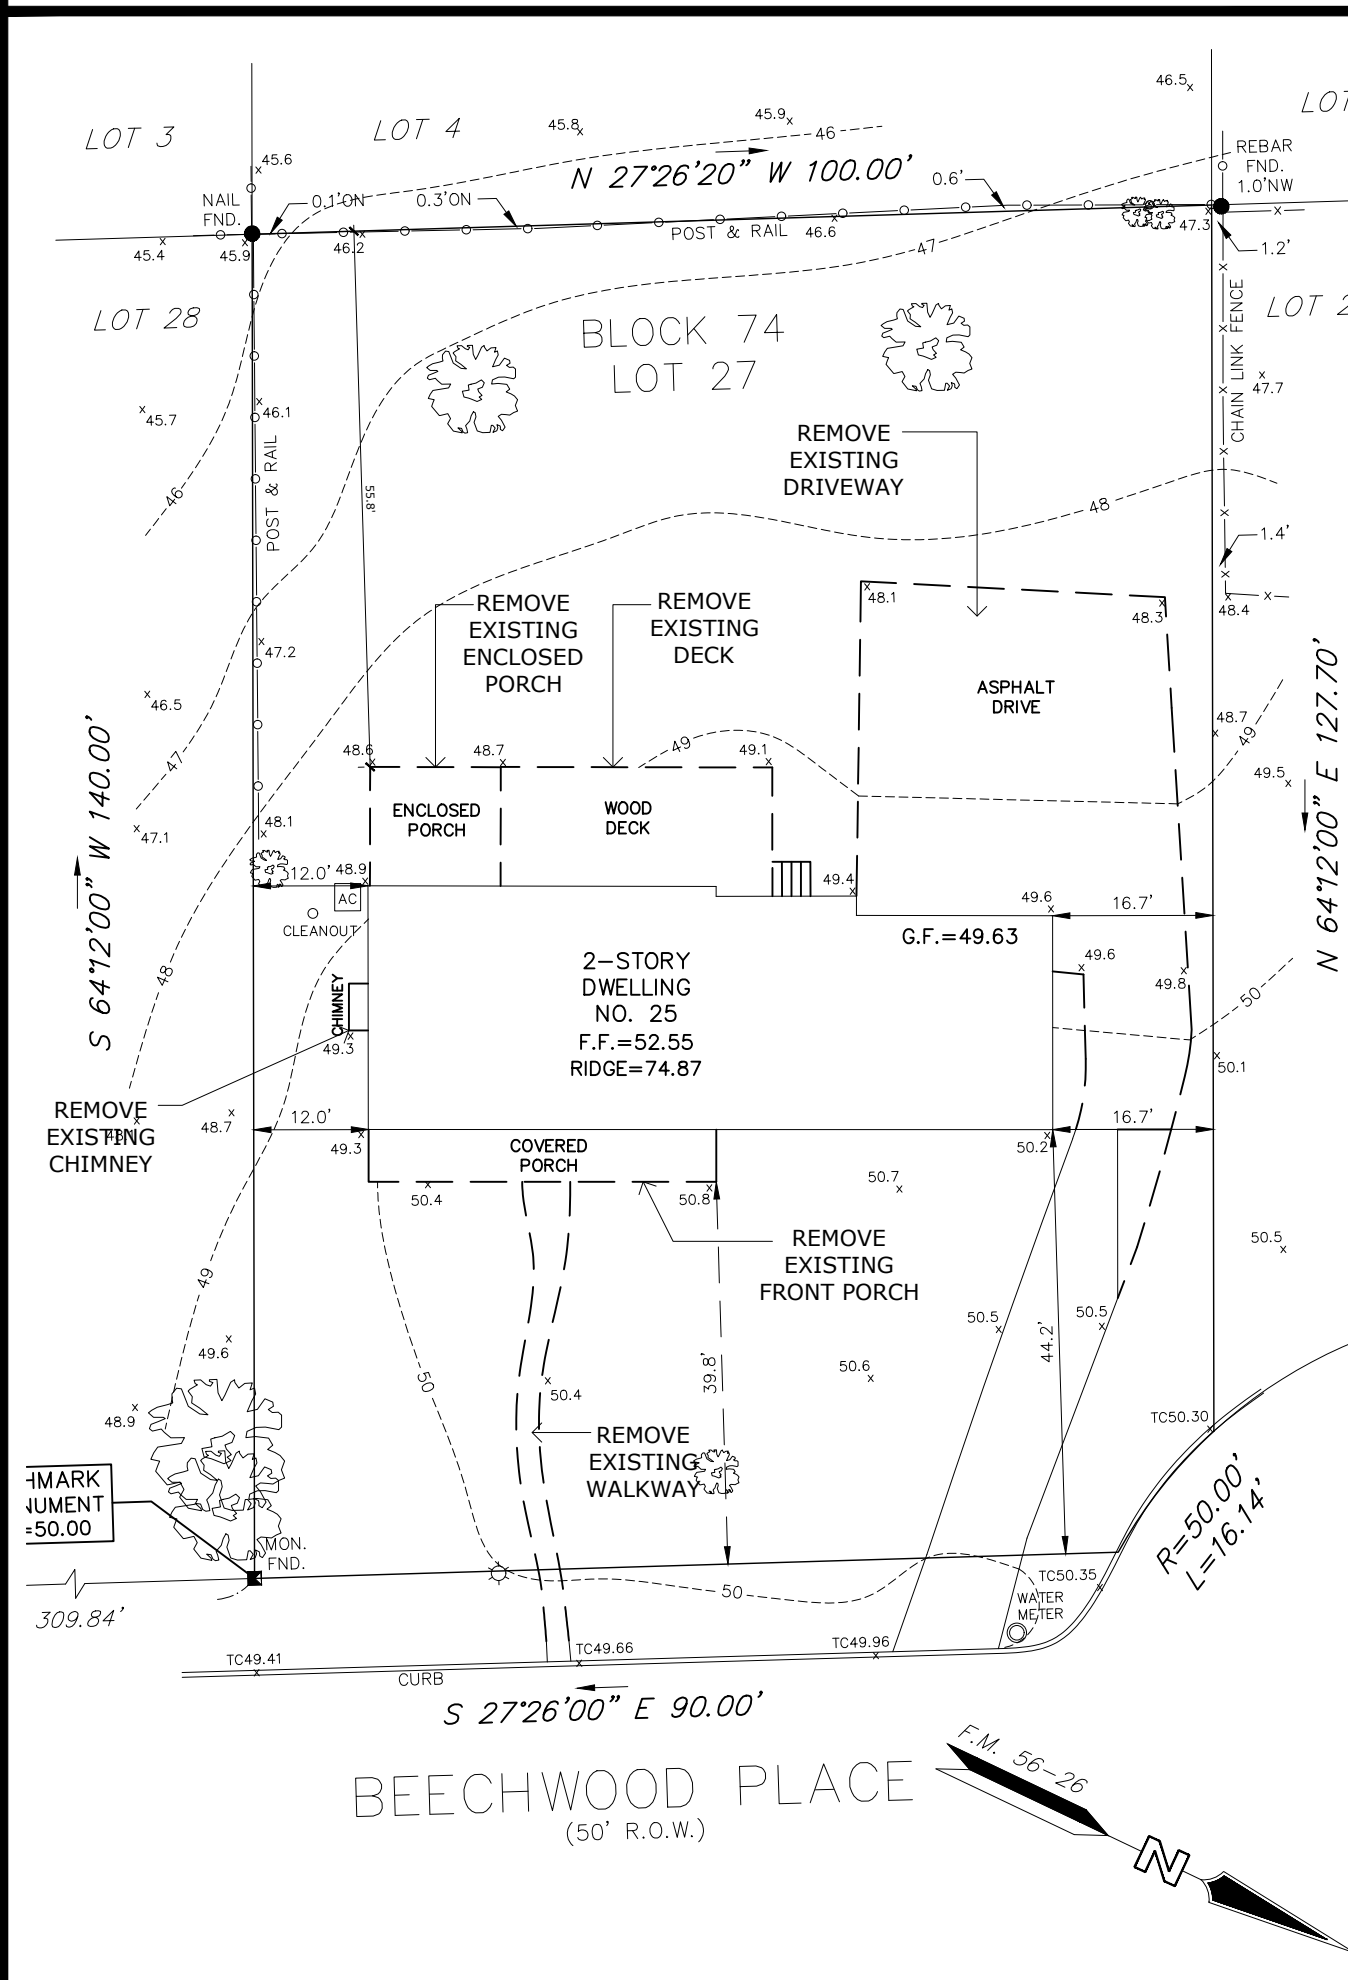 46.5
LOT
LOT 3
LOT 4
45.8
45.9
46
REBAR
FND.
1.0'NW
45.6
N 27°26'20" W 100.00'
NAIL
FND.
0.1'ON
0.3'ON
0.6'
POST & RAIL
46.6
47.3
1.2'
45.4
45.9
46.2
47
LOT 28
LOT 2
BLOCK 74
LOT 27
CHAIN LINK FENCE
47.7
45.7
46.1
POST & RAIL
46
55.8'
REMOVE
EXISTING
DRIVEWAY
48
1.4'
48.1
48.3
48.4
REMOVE
EXISTING
ENCLOSED
PORCH
REMOVE
EXISTING
DECK
47.2
46.5
47
ASPHALT
DRIVE
48.7
49
49.5
N 64°12'00" E 127.70'
S 64°12'00" W 140.00'
48.6
48.7
49
49.1
ENCLOSED
PORCH
WOOD
DECK
47.1
48.1
12.0'
48.9
AC
CLEANOUT
49.4
49.6
16.7'
G.F.=49.63
48
2-STORY
DWELLING
NO. 25
F.F.=52.55
RIDGE=74.87
CHIMNEY
49.3
49.6
49.8
50
50.1
REMOVE
EXISTING
CHIMNEY
48.7
12.0'
49.3
COVERED
PORCH
50.2
16.7'
50.4
50.8
50.7
REMOVE
EXISTING
FRONT PORCH
50.5
49
49.6
50
50.4
39.8'
50.6
50.5
50.5
44.2'
48.9
REMOVE
EXISTING
WALKWAY
TC50.30
HMARK
NUMENT
=50.00
MON.
FND.
R=50.00'
L=16.14'
TC50.35
50
WATER
METER
309.84'
TC49.41
TC49.66
TC49.96
CURB
S 27°26'00" E 90.00'
BEECHWOOD PLACE
(50' R.O.W.)
F.M. 56-26
N